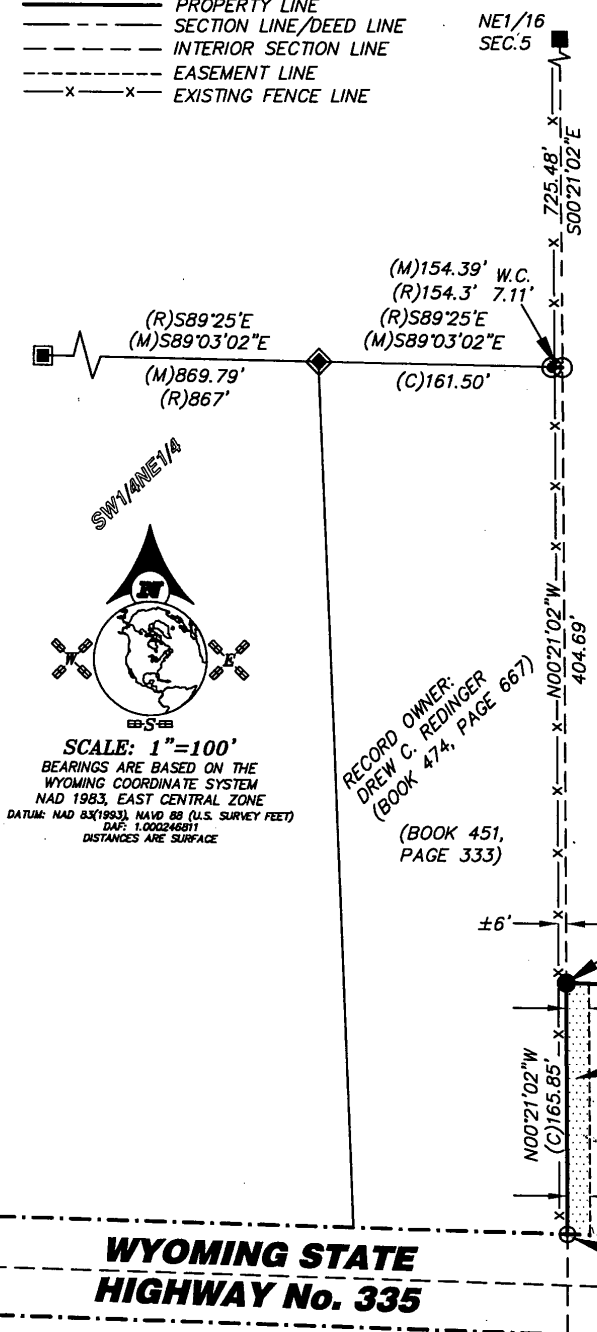 PROPERTY LINE
SECTION LINE/DEED LINE
INTERIOR SECTION LINE
EASEMENT LINE
EXISTING FENCE LINE
NE1/16
SEC.5
725.48'
S00°21'02"E
(M)154.39'
(R)154.3'
W.C.
7.11'
(R)S89°25'E
(M)S89°03'02"E
(R)S89°25'E
(M)S89°03'02"E
(M)869.79'
(R)867'
(C)161.50'
SW1/4NE1/4
N
W
E
S
SCALE: 1"=100'
BEARINGS ARE BASED ON THE
WYOMING COORDINATE SYSTEM
NAD 1983, EAST CENTRAL ZONE
DATUM: NAD 83(1993), NAVD 88 (U.S. SURVEY FEET)
DAF: 1.000246811
DISTANCES ARE SURFACE
N00°21'02"W
404.69'
RECORD OWNER:
DREW C. REDINGER
(BOOK 474, PAGE 667)
(BOOK 451,
PAGE 333)
±6'
N00°21'02"W
(C)165.85'
WYOMING STATE
HIGHWAY No. 335